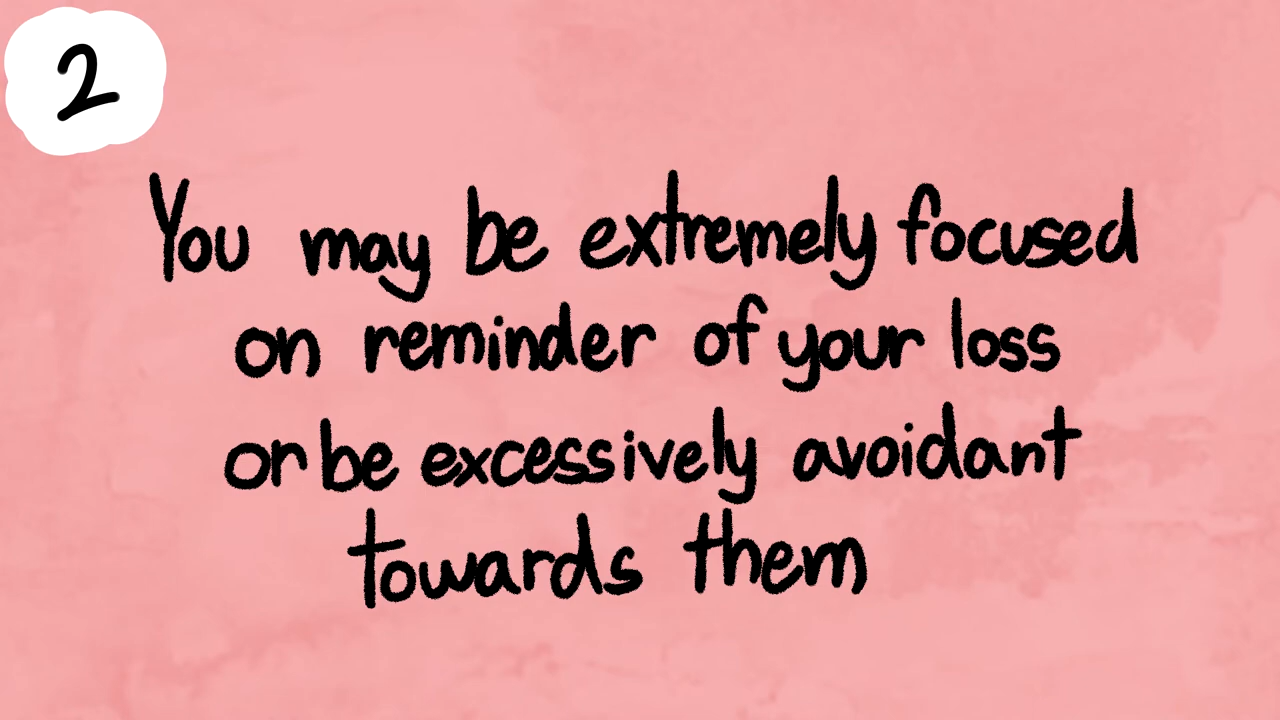 2
You may be extremely focused
on reminder of your loss
or be excessively avoidant
towards them